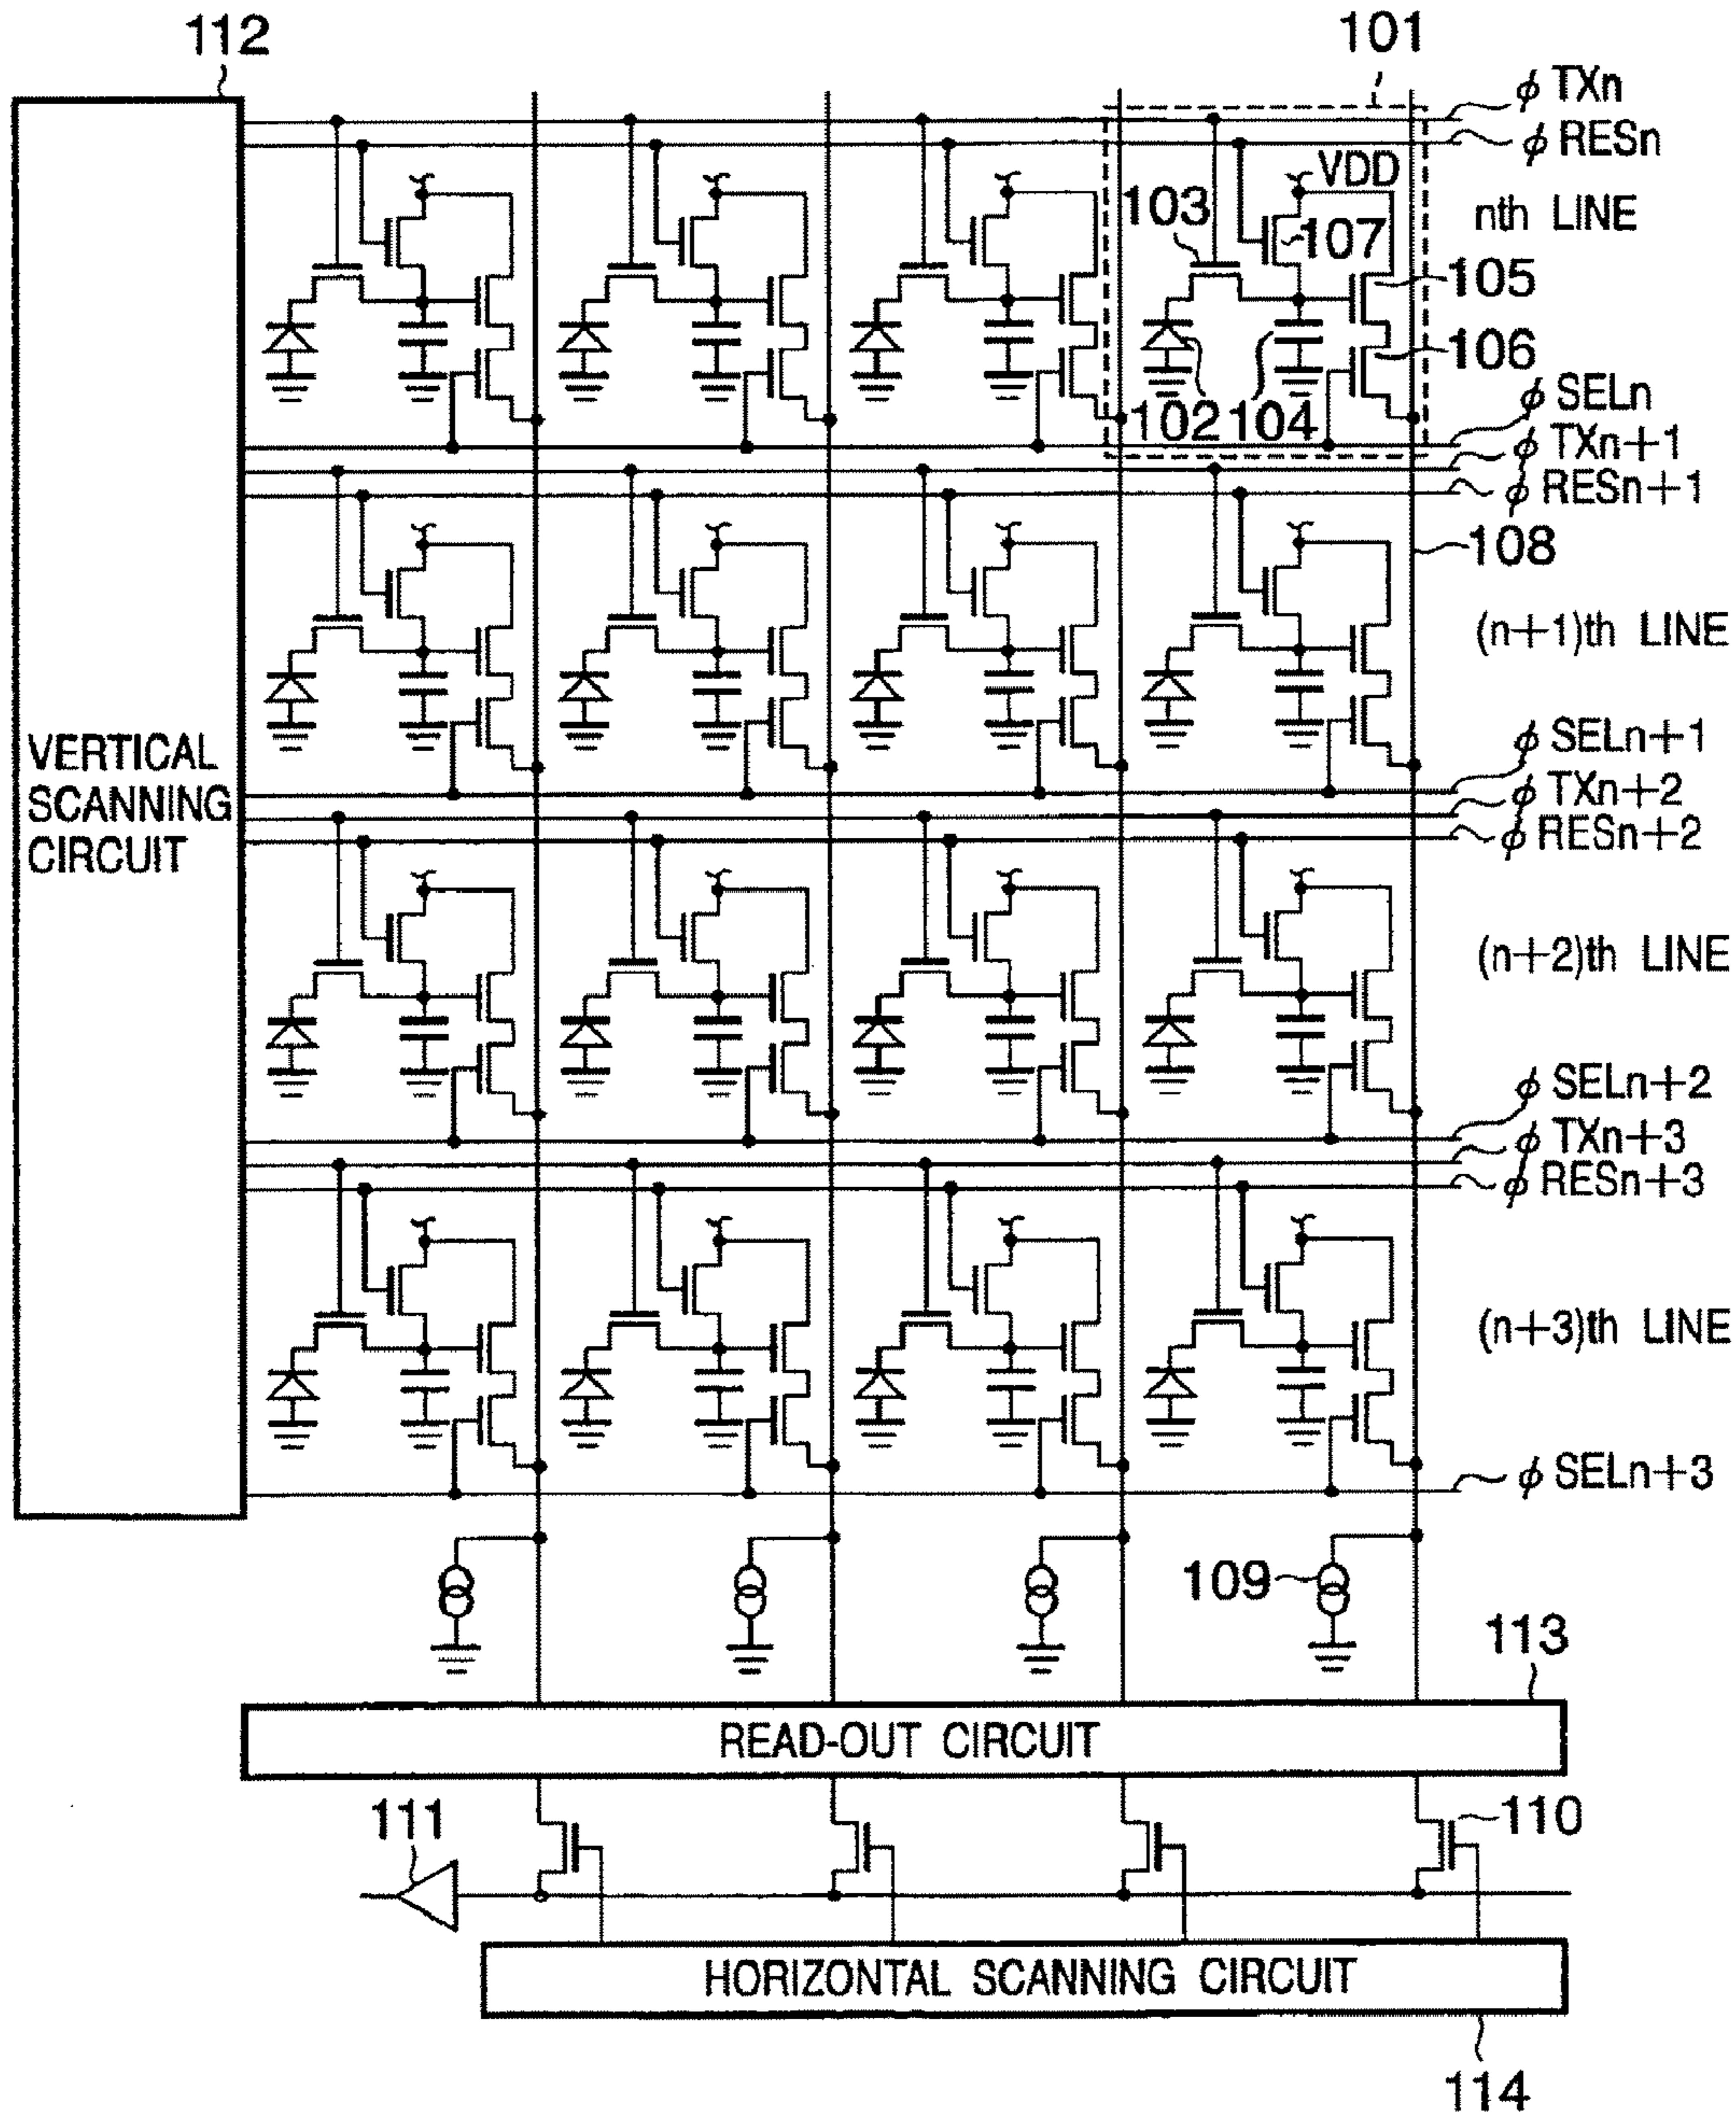 112
101
ϕ TXn
ϕ RESn
VDD
nth LINE
103
107
105
106
102
104
ϕ SELn
ϕ TXn+1
ϕ RESn+1
108
(n+1)th LINE
VERTICAL
SCANNING
CIRCUIT
ϕ SELn+1
ϕ TXn+2
ϕ RESn+2
(n+2)th LINE
ϕ SELn+2
ϕ TXn+3
ϕ RESn+3
(n+3)th LINE
ϕ SELn+3
109
113
READ-OUT CIRCUIT
111
110
HORIZONTAL SCANNING CIRCUIT
114